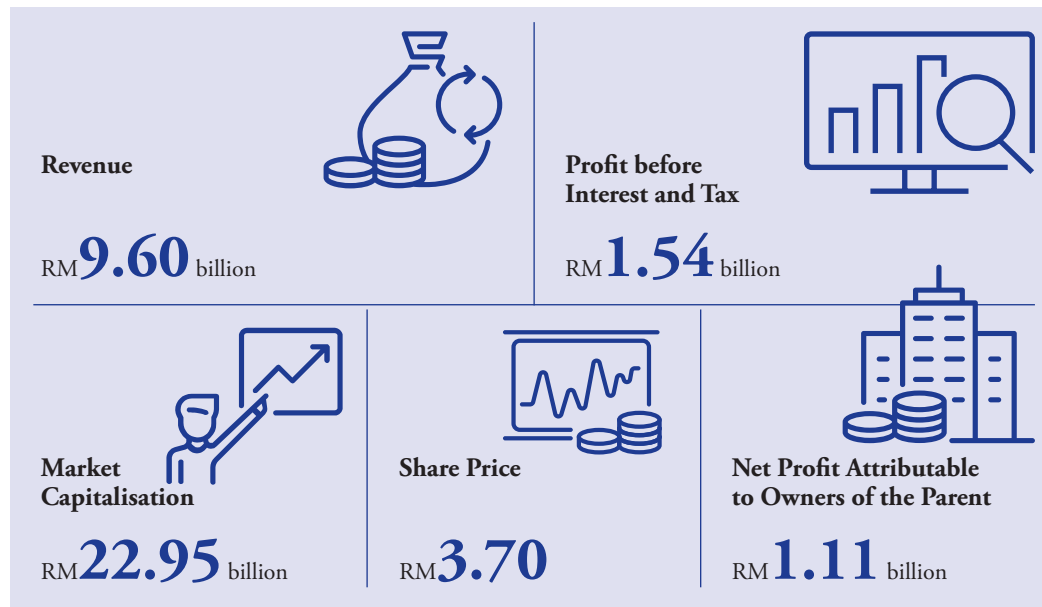 Revenue
RM9.60 billion
Profit before
Interest and Tax
RM1.54 billion
Market
Capitalisation
RM22.95 billion
Share Price
RM3.70
Net Profit Attributable
to Owners of the Parent
RM1.11 billion